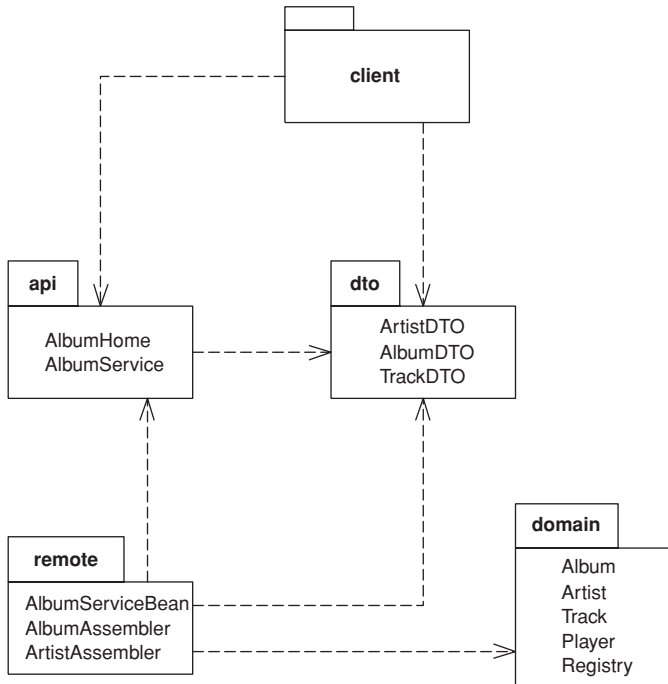 client
api
AlbumHome
AlbumService
dto
ArtistDTO
AlbumDTO
TrackDTO
remote
AlbumServiceBean
AlbumAssembler
ArtistAssembler
domain
Album
Artist
Track
Player
Registry